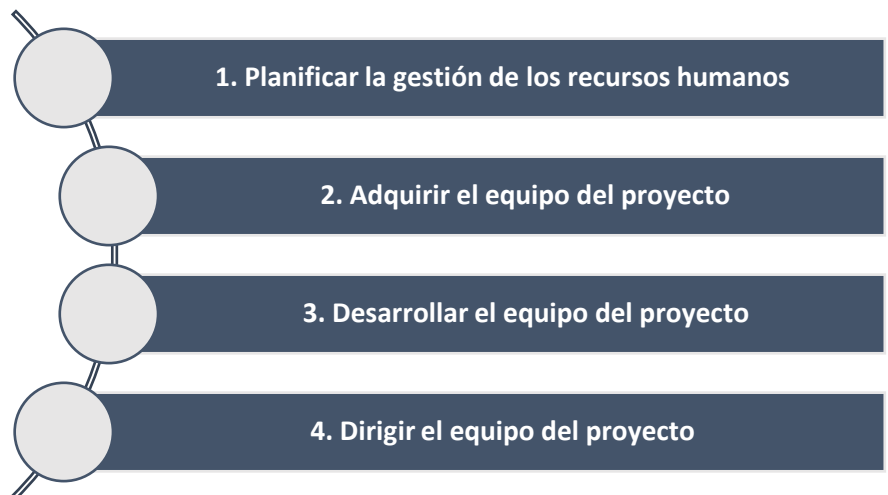 1. Planificar la gestión de los recursos humanos
2. Adquirir el equipo del proyecto
3. Desarrollar el equipo del proyecto
4. Dirigir el equipo del proyecto